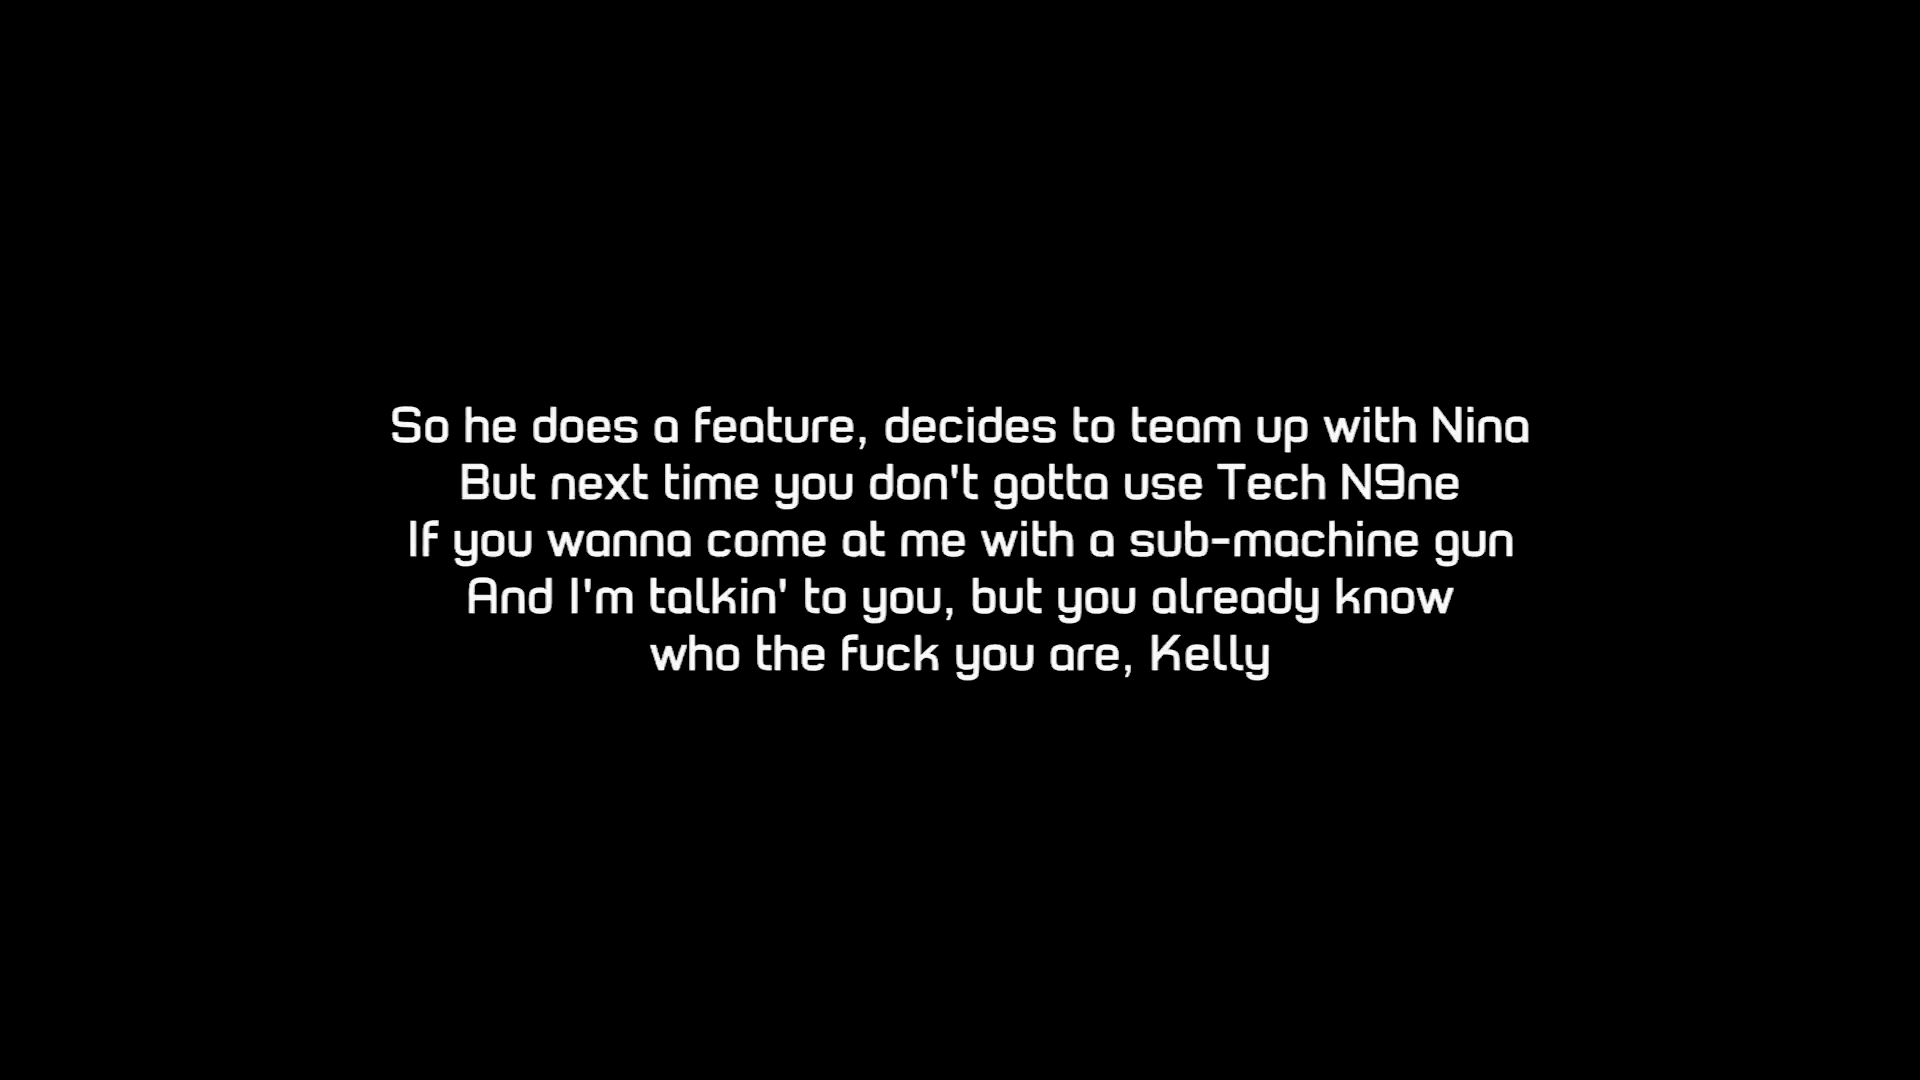 So he does a feature, decides to team up with Nina
But next time you don't gotta use Tech N9ne
If you wanna come at me with a sub-machine gun
And I'm talkin' to you, but you already know
who the fuck you are, Kelly